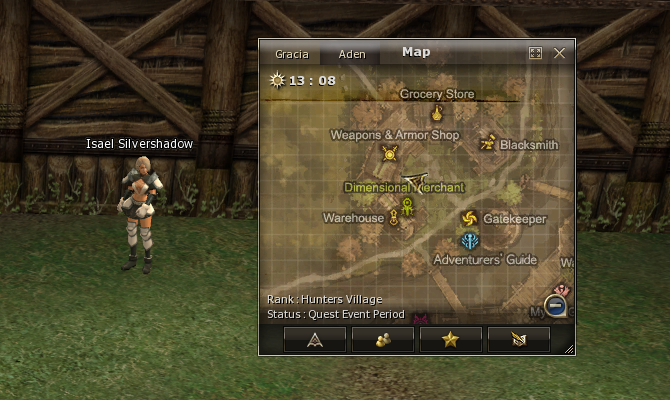 Gracia
Aden
Map
13 : 08
Grocery Store
Weapons & Armor Shop
Blacksmith
Isael Silvershadow
Dimensional Merchant
Warehouse
Gatekeeper
Adventurers' Guide
Rank : Hunters Village
Status : Quest Event Period